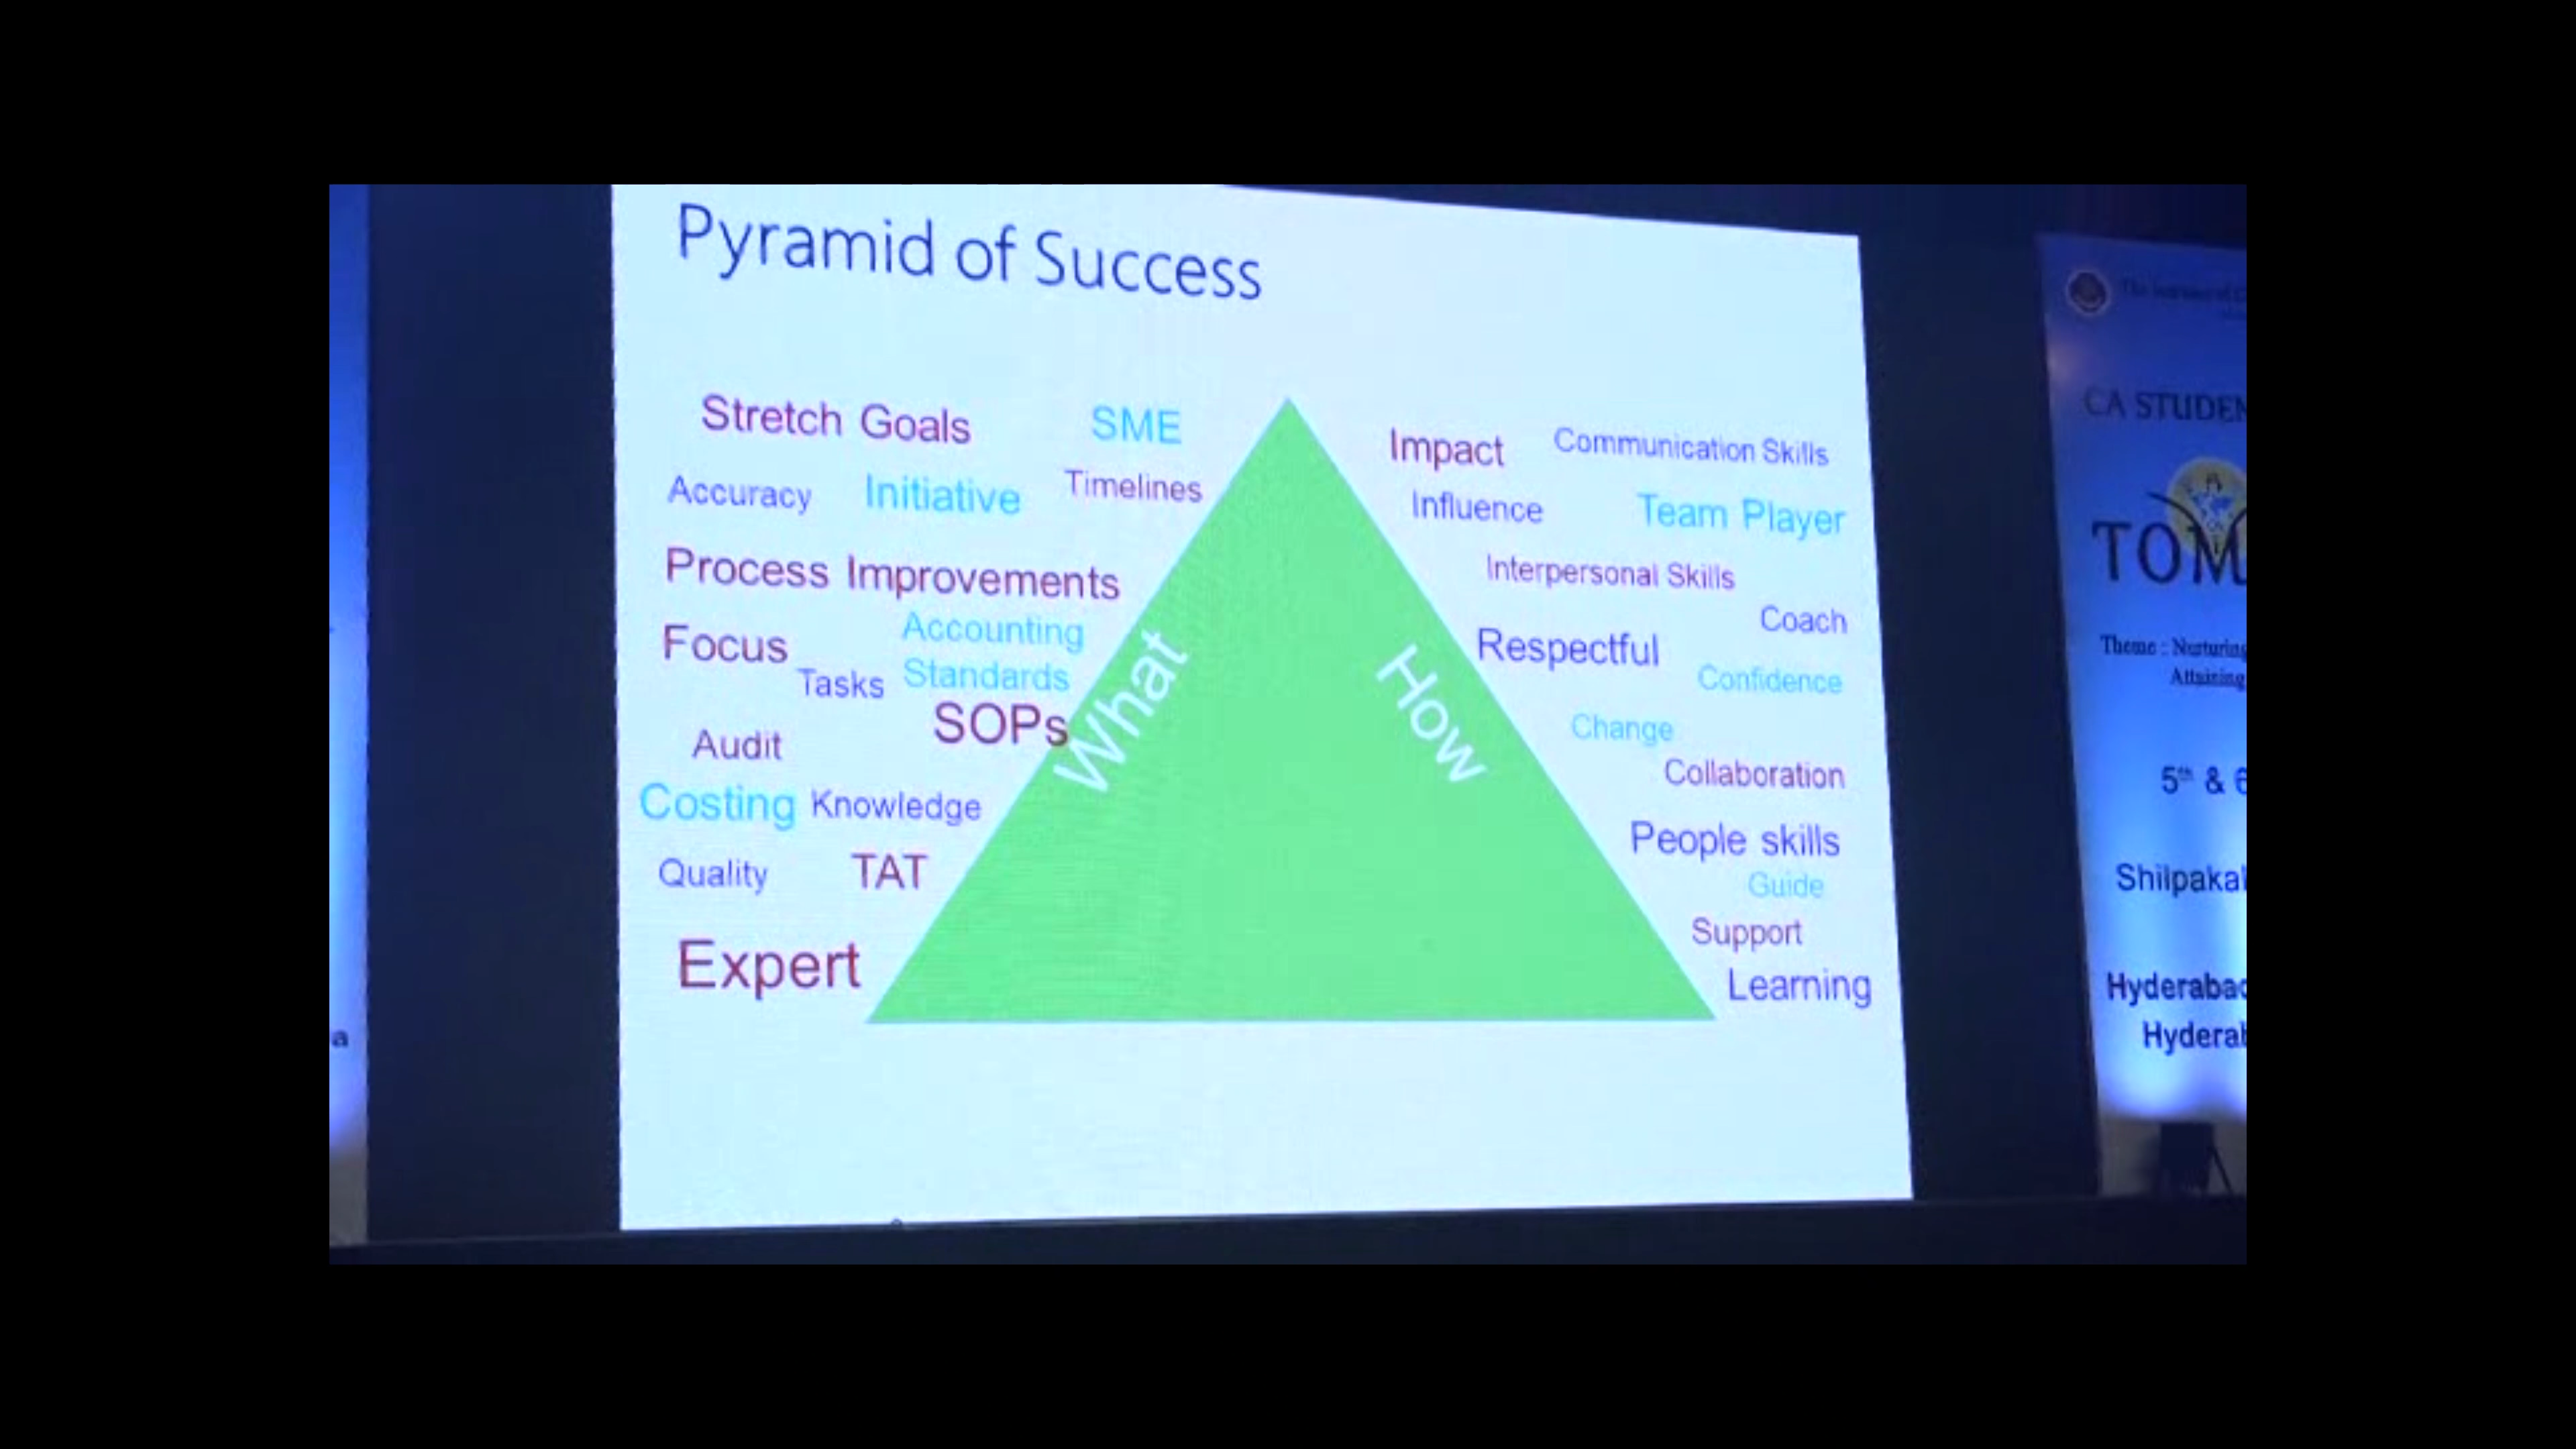 Pyramid of Success
Stretch Goals SME
Accuracy Initiative Timelines
Process Improvements
Focus Accounting
Tasks Standards
SOPs
Audit
Costing Knowledge
Quality TAT
Expert
What
How
Impact Communication Skills
Influence Team Player
Interpersonal Skills
Coach
Respectful
Confidence
Change
Collaboration
People skills
Guide
Support
Learning
CA STUDEN
TOM
Theme : Nurturing
Attaining
5th & 6
Shilpaka
Hyderabad
Hyderab
a